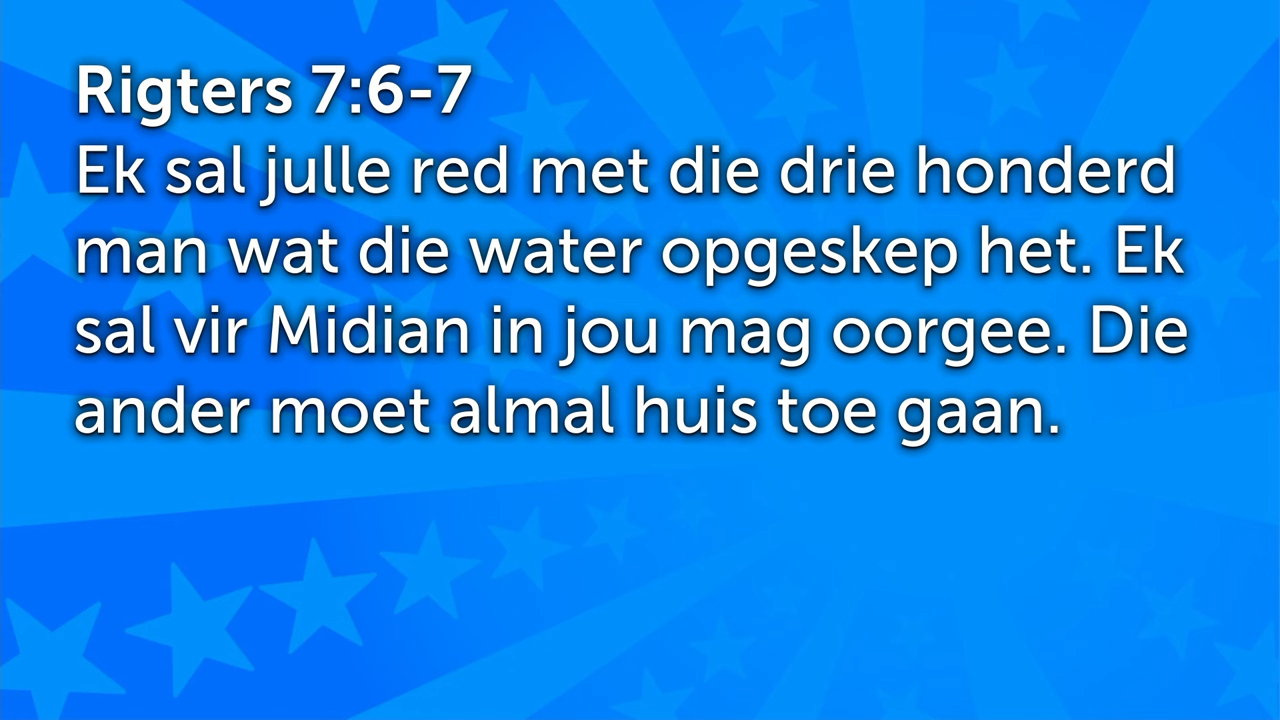 Rigters 7:6-7
Ek sal julle red met die drie honderd
man wat die water opgeskep het. Ek
sal vir Midian in jou mag oorgee. Die
ander moet almal huis toe gaan.